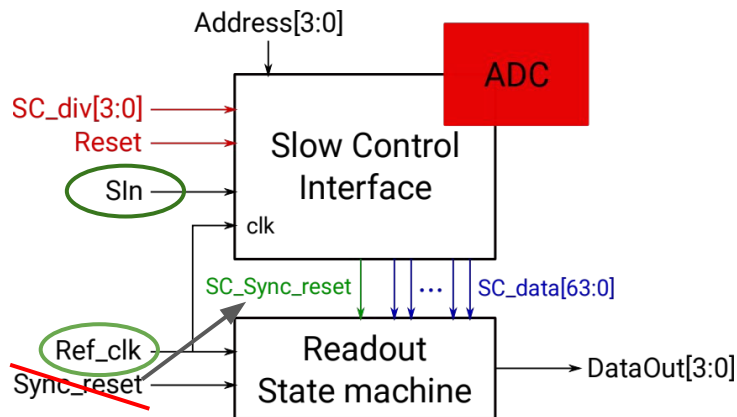 Address[3:0]
ADC
SC_div[3:0]
Reset
Slow Control
Interface
SIn
clk
SC_Sync_reset
...
SC_data[63:0]
Ref_clk
Readout
State machine
Sync_reset
DataOut[3:0]